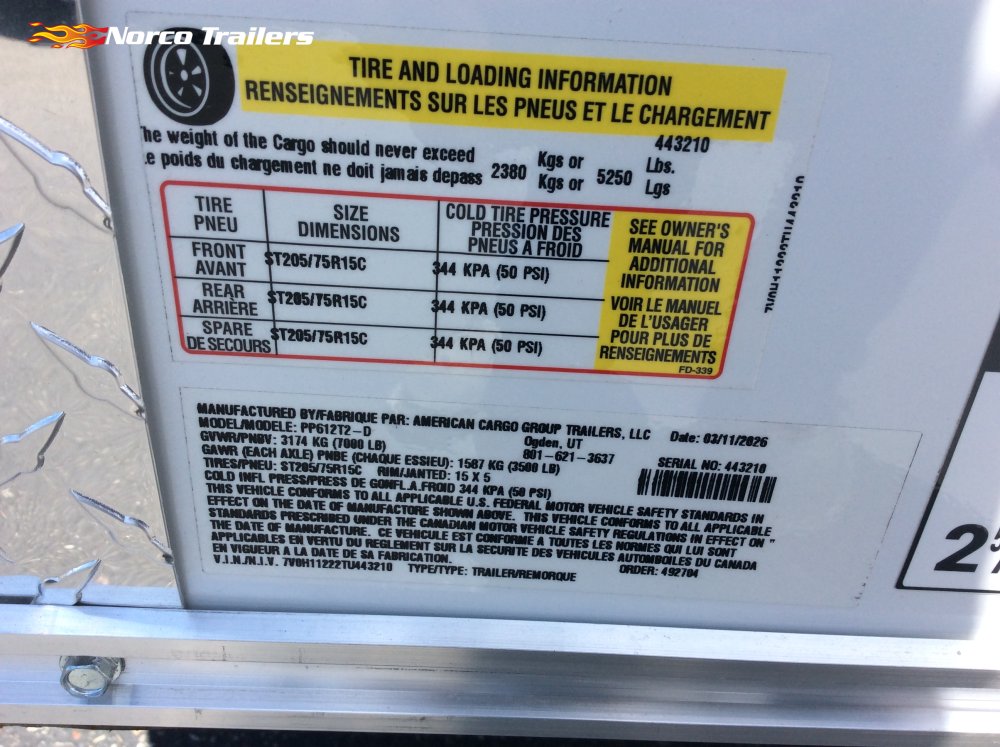 Norco Trailers
TIRE AND LOADING INFORMATION
RENSEIGNEMENTS SUR LES PNEUS ET LE CHARGEMENT
443210
The weight of the Cargo should never exceed 2380 Kgs or 5250 Lbs.
Le poids du chargement ne doit jamais depass Kgs or Lgs
TIRE PNEU
SIZE DIMENSIONS
COLD TIRE PRESSURE PRESSION DES PNEUS A FROID
FRONT AVANT ST205/75R15C 344 KPA (50 PSI)
REAR ARRIÈRE ST205/75R15C 344 KPA (50 PSI)
SPARE DE SECOURS ST205/75R15C 344 KPA (50 PSI)
SEE OWNER'S
MANUAL FOR
ADDITIONAL
INFORMATION
VOIR LE MANUEL
DE L'USAGER
POUR PLUS DE
RENSEIGNEMENTS
FD-339
MANUFACTURED BY/FABRIQUE PAR: AMERICAN CARGO GROUP TRAILERS, LLC Date: 03/11/2026
MODEL/MODELE: PP612T2-D Ogden, UT
GVWR/PNBV: 3174 KG (7000 LB) 801-621-3637
GAWR (EACH AXLE) PNBE (CHAQUE ESSIEU): 1587 KG (3500 LB) SERIAL NO: 443210
TIRES/PNEU: ST205/75R15C RIM/JANTED: 15 X 5
COLD INFL PRESS/PRESS DE GONFL.A.FROID 344 KPA (50 PSI)
THIS VEHICLE CONFORMS TO ALL APPLICABLE U.S. FEDERAL MOTOR VEHICLE SAFETY STANDARDS IN
EFFECT ON THE DATE OF MANUFACTORE SHOWN ABOVE. THIS VEHICLE CONFORMS TO ALL APPLICABLE
STANDARDS PRESCRIBED UNDER THE CANADIAN MOTOR VEHICLE SAFETY REGULATIONS IN EFFECT ON
THE DATE OF MANUFACTURE. CE VEHICULE EST CONFORME A TOUTES LES NORMES QUI LUI SONT
APPLICABLES EN VERTU DU REGLEMENT SUR LA SECURITE DES VEHICULES AUTOMBOILES DU CANADA
EN VIGUEUR A LA DATE DE SA FABRICATION. ORDER: 492704
V.I.N./N.I.V. 7V0H11222TU443210 TYPE/TYPE: TRAILER/REMORQUE